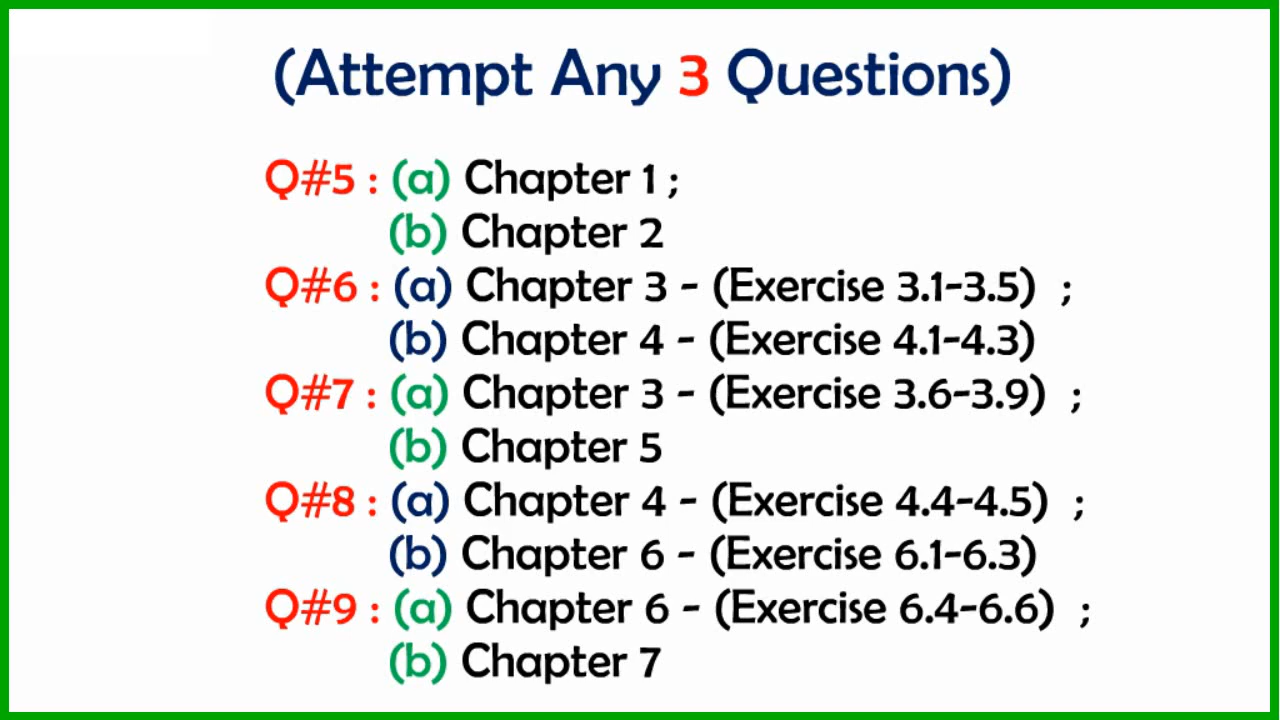 (Attempt Any 3 Questions)
Q#5 : (a) Chapter 1 ;
(b) Chapter 2
Q#6 : (a) Chapter 3 - (Exercise 3.1-3.5) ;
(b) Chapter 4 - (Exercise 4.1-4.3)
Q#7 : (a) Chapter 3 - (Exercise 3.6-3.9) ;
(b) Chapter 5
Q#8 : (a) Chapter 4 - (Exercise 4.4-4.5) ;
(b) Chapter 6 - (Exercise 6.1-6.3)
Q#9 : (a) Chapter 6 - (Exercise 6.4-6.6) ;
(b) Chapter 7